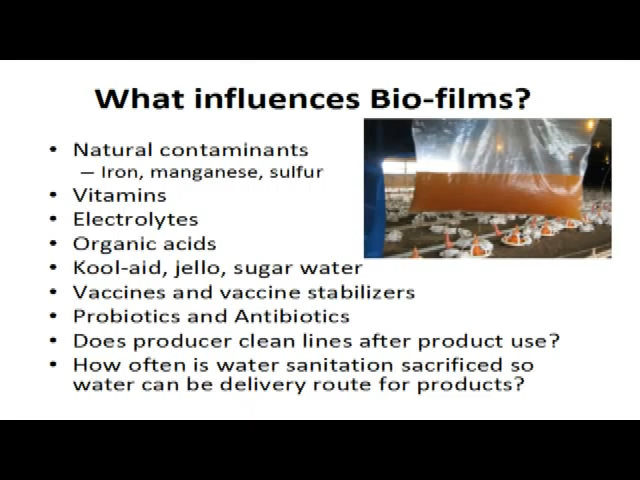 What influences Bio-films?
• Natural contaminants
– Iron, manganese, sulfur
• Vitamins
• Electrolytes
• Organic acids
• Kool-aid, jello, sugar water
• Vaccines and vaccine stabilizers
• Probiotics and Antibiotics
• Does producer clean lines after product use?
• How often is water sanitation sacrificed so
water can be delivery route for products?